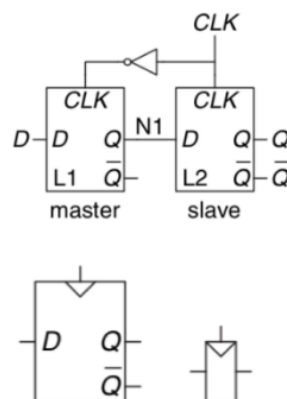 CLK
CLK CLK
D D Q N1 D Q Q
L1 Q̅ L2 Q̅ Q̅
master slave
D Q
Q̅